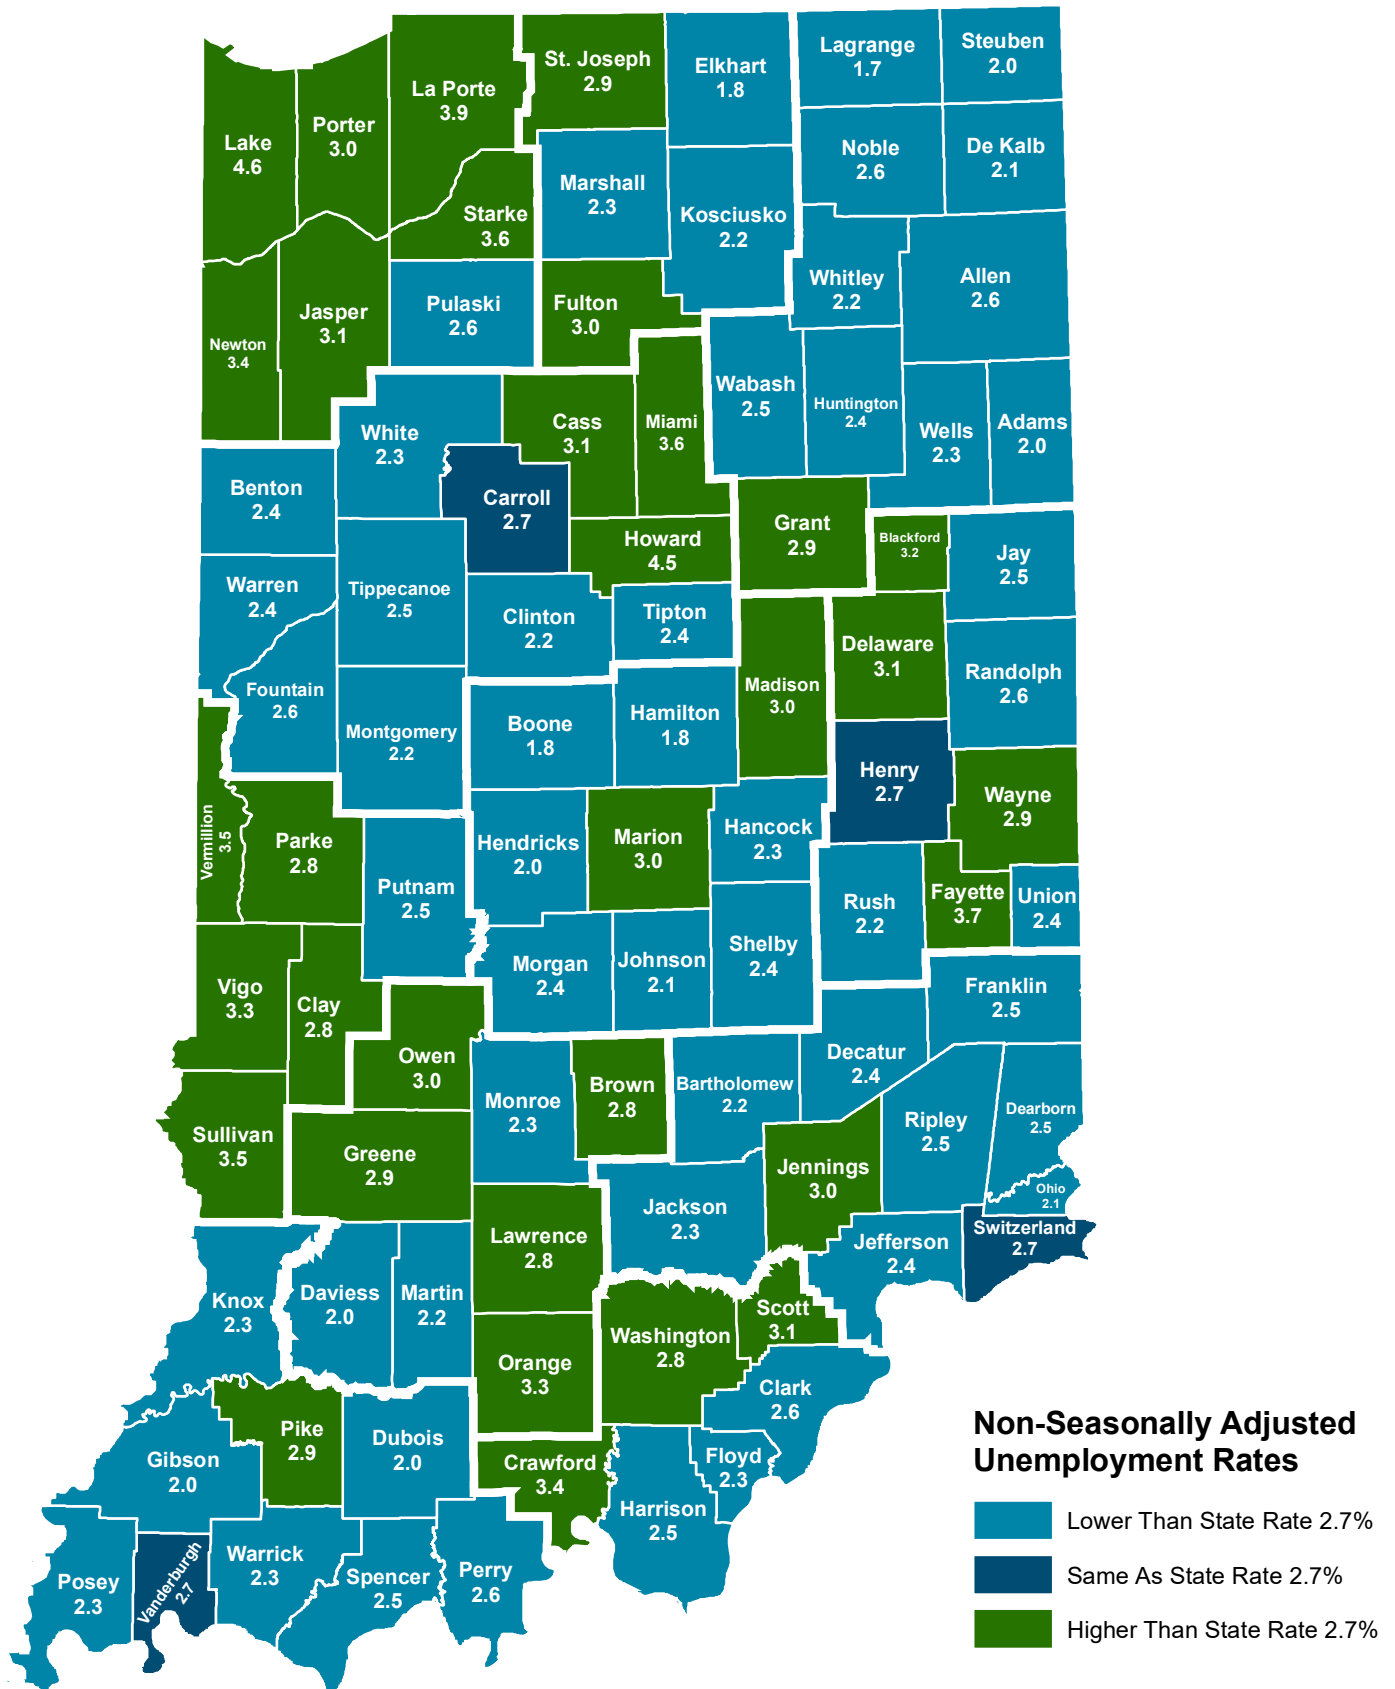 Lagrange
1.7
Steuben
2.0
St. Joseph
2.9
Elkhart
1.8
La Porte
3.9
Porter
3.0
Lake
4.6
Noble
2.6
De Kalb
2.1
Marshall
2.3
Kosciusko
2.2
Starke
3.6
Whitley
2.2
Allen
2.6
Pulaski
2.6
Fulton
3.0
Jasper
3.1
Newton
3.4
Wabash
2.5
Huntington
2.4
Wells
2.3
Adams
2.0
White
2.3
Cass
3.1
Miami
3.6
Benton
2.4
Carroll
2.7
Grant
2.9
Howard
4.5
Blackford
3.2
Jay
2.5
Warren
2.4
Tippecanoe
2.5
Clinton
2.2
Tipton
2.4
Delaware
3.1
Randolph
2.6
Fountain
2.6
Madison
3.0
Montgomery
2.2
Boone
1.8
Hamilton
1.8
Henry
2.7
Wayne
2.9
Vermillion
3.5
Parke
2.8
Hendricks
2.0
Marion
3.0
Hancock
2.3
Putnam
2.5
Rush
2.2
Fayette
3.7
Union
2.4
Morgan
2.4
Johnson
2.1
Shelby
2.4
Vigo
3.3
Clay
2.8
Franklin
2.5
Owen
3.0
Decatur
2.4
Monroe
2.3
Brown
2.8
Bartholomew
2.2
Ripley
2.5
Dearborn
2.5
Sullivan
3.5
Greene
2.9
Jennings
3.0
Ohio
2.1
Jackson
2.3
Lawrence
2.8
Switzerland
2.7
Jefferson
2.4
Knox
2.3
Daviess
2.0
Martin
2.2
Scott
3.1
Washington
2.8
Orange
3.3
Clark
2.6
Pike
2.9
Dubois
2.0
Gibson
2.0
Crawford
3.4
Floyd
2.3
Harrison
2.5
Posey
2.3
Vanderburgh
2.7
Warrick
2.3
Spencer
2.5
Perry
2.6
Non-Seasonally Adjusted
Unemployment Rates
Lower Than State Rate 2.7%
Same As State Rate 2.7%
Higher Than State Rate 2.7%